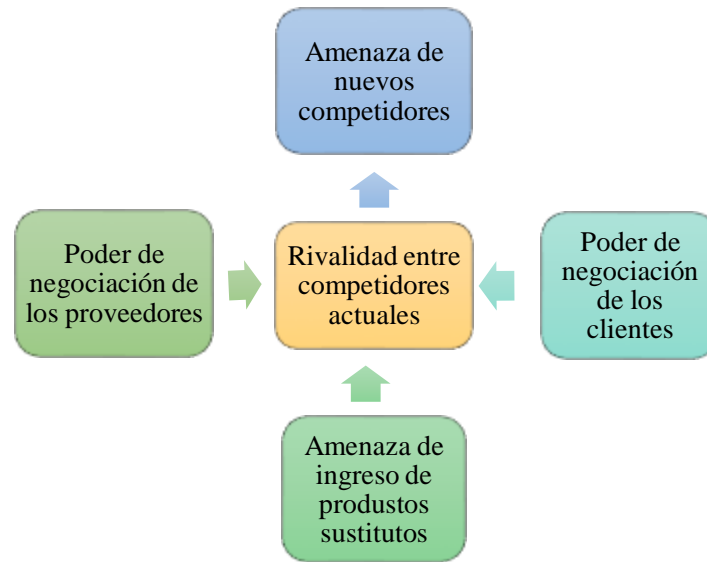 Amenaza de
nuevos
competidores
Poder de
negociación de
los proveedores
Rivalidad entre
competidores
actuales
Poder de
negociación
de los
clientes
Amenaza de
ingreso de
produstos
sustitutos